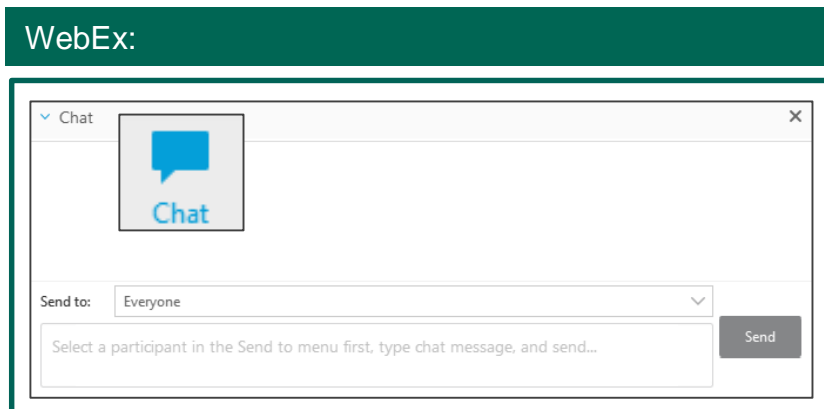 WebEx:
Chat
Chat
Send to:
Everyone
Select a participant in the Send to menu first, type chat message, and send...
Send